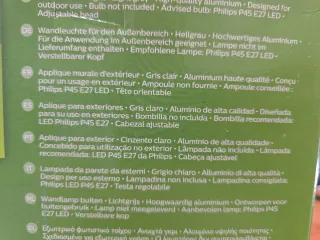 outdoor use • Bulb not included • Advised bulb: Philips P45 E27 LED •
Adjustable head
DE Wandleuchte für den Außenbereich • Hellgrau • Hochwertiges Aluminium •
Für die Anwendung im Außenbereich geeignet • Lampe nicht im
Lieferumfang enthalten • Empfohlene Lampe: Philips P45 E27 LED •
Verstellbarer Kopf
Applique murale d'extérieur • Gris clair • Aluminium haute qualité • Conçu
pour un usage en extérieur • Ampoule non fournie • Ampoule conseillée :
Philips P45 E27 LED • Tête orientable
ES Aplique para exteriores • Gris claro • Aluminio de alta calidad • Diseñada
para su uso en exteriores • Bombilla no incluida • Bombilla recomendada:
LED Philips P45 E27 • Cabezal ajustable
PT Aplique para exterior • Cinzento claro • Alumínio de alta qualidade •
Concebido para utilização no exterior • Lâmpada não incluída • Lâmpada
recomendada: LED P45 E27 da Philips • Cabeça ajustável
IT Lampada da parete da esterni • Grigio chiaro • Alluminio di alta qualità •
Design per uso esterno • Lampadina non inclusa • Lampadina consigliata:
Philips P45 E27 LED • Testa regolabile
NL Wandlamp buiten • Lichtgrijs • Hoogwaardig aluminium • Ontworpen voor
buitengebruik • Lamp niet meegeleverd • Aanbevolen lamp: Philips P45
E27 LED • Verstelbare kop
Εξωτερικό φωτιστικό τοίχου • Ανοιχτό γκρι • Αλουμίνιο υψηλής ποιότητας